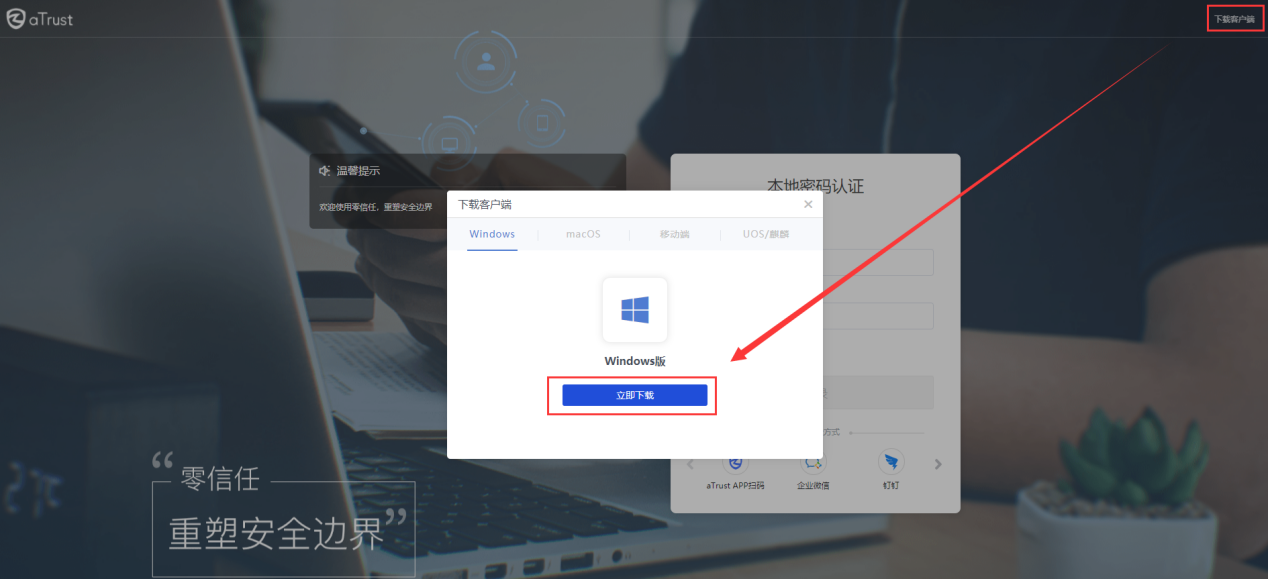 aTrust
下载客户端
温馨提示
欢迎使用零信任，重塑安全边界
本地密码认证
下载客户端
Windows
macOS
移动端
UOS/麒麟
Windows版
立即下载
方式
aTrust APP扫码
企业微信
钉钉
“零信任
重塑安全边界”